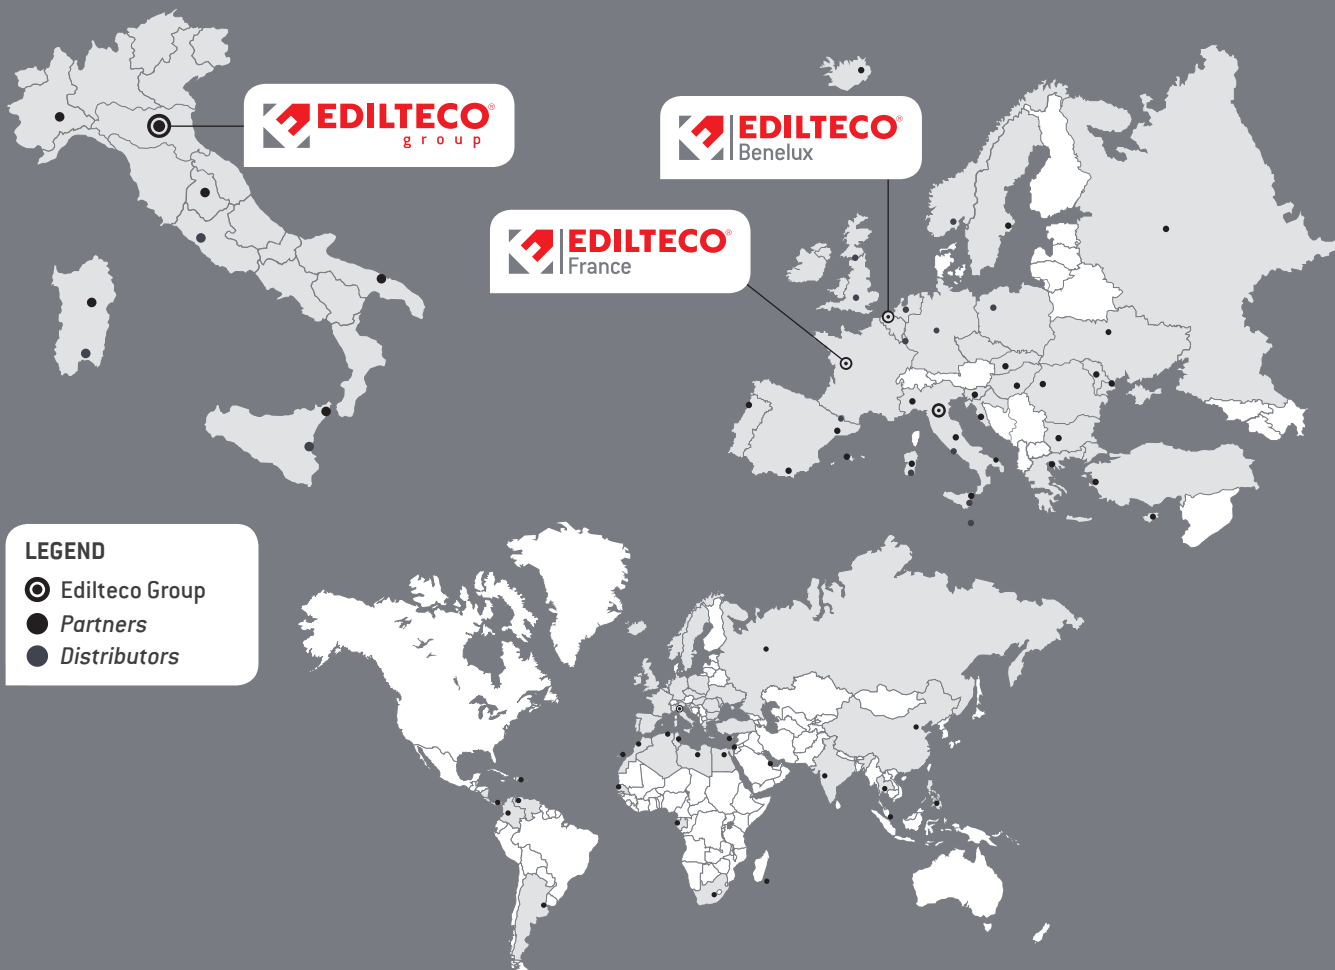 EDILTECO®
group
EDILTECO®
Benelux
EDILTECO®
France
LEGEND
Edilteco Group
Partners
Distributors